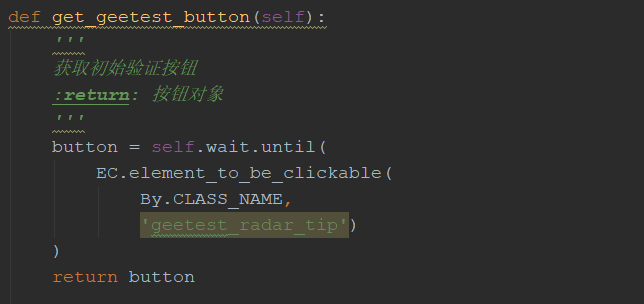 def get_geetest_button(self):
    '''
    获取初始验证按钮
    :return: 按钮对象
    '''
    button = self.wait.until(
        EC.element_to_be_clickable(
            By.CLASS_NAME,
            'geetest_radar_tip')
    )
    return button